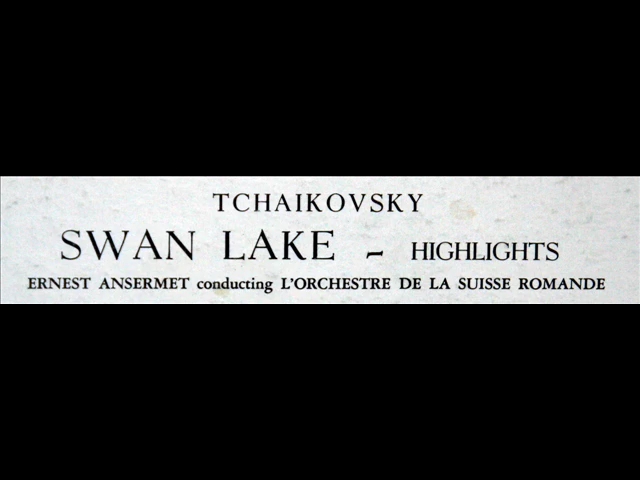 TCHAIKOVSKY
SWAN LAKE - HIGHLIGHTS
ERNEST ANSERMET conducting L'ORCHESTRE DE LA SUISSE ROMANDE